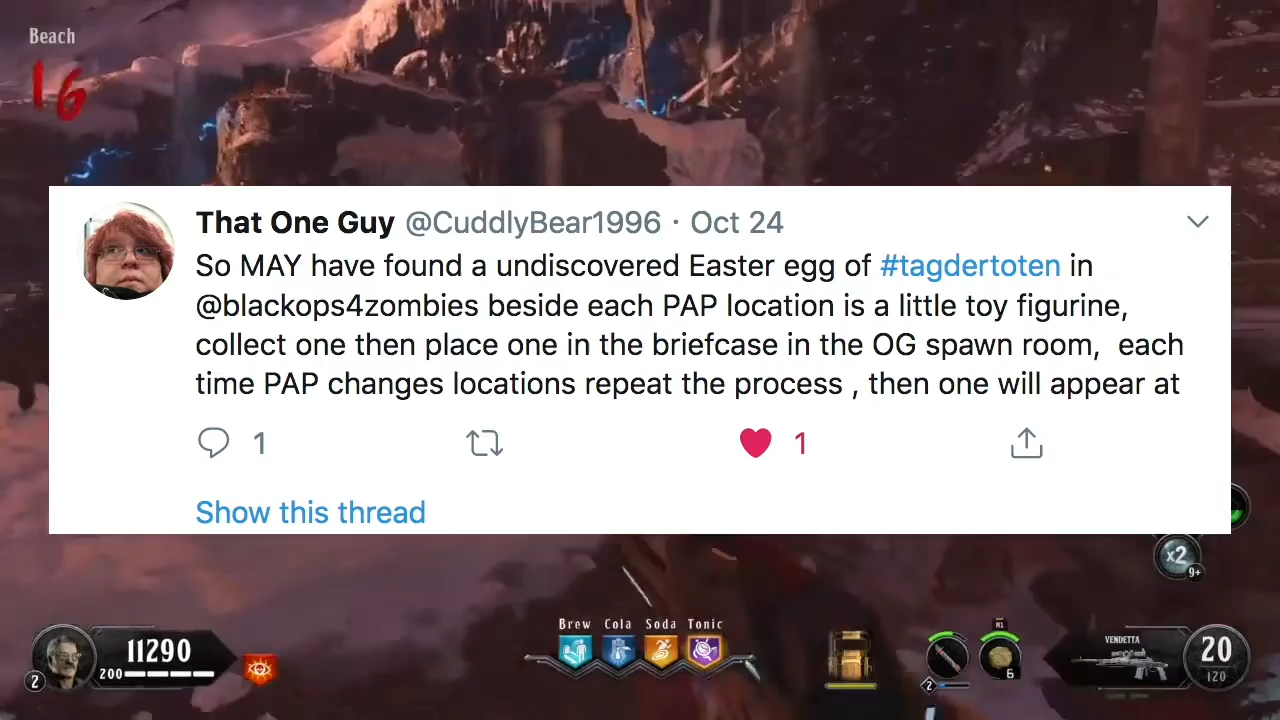 Beach
16
That One Guy @CuddlyBear1996 · Oct 24
So MAY have found a undiscovered Easter egg of #tagdertoten in
@blackops4zombies beside each PAP location is a little toy figurine,
collect one then place one in the briefcase in the OG spawn room, each
time PAP changes locations repeat the process , then one will appear at
1 1
Show this thread
x2
9+
Brew Cola Soda Tonic
R1
11290
200
2
2
6
VENDETTA
20
120